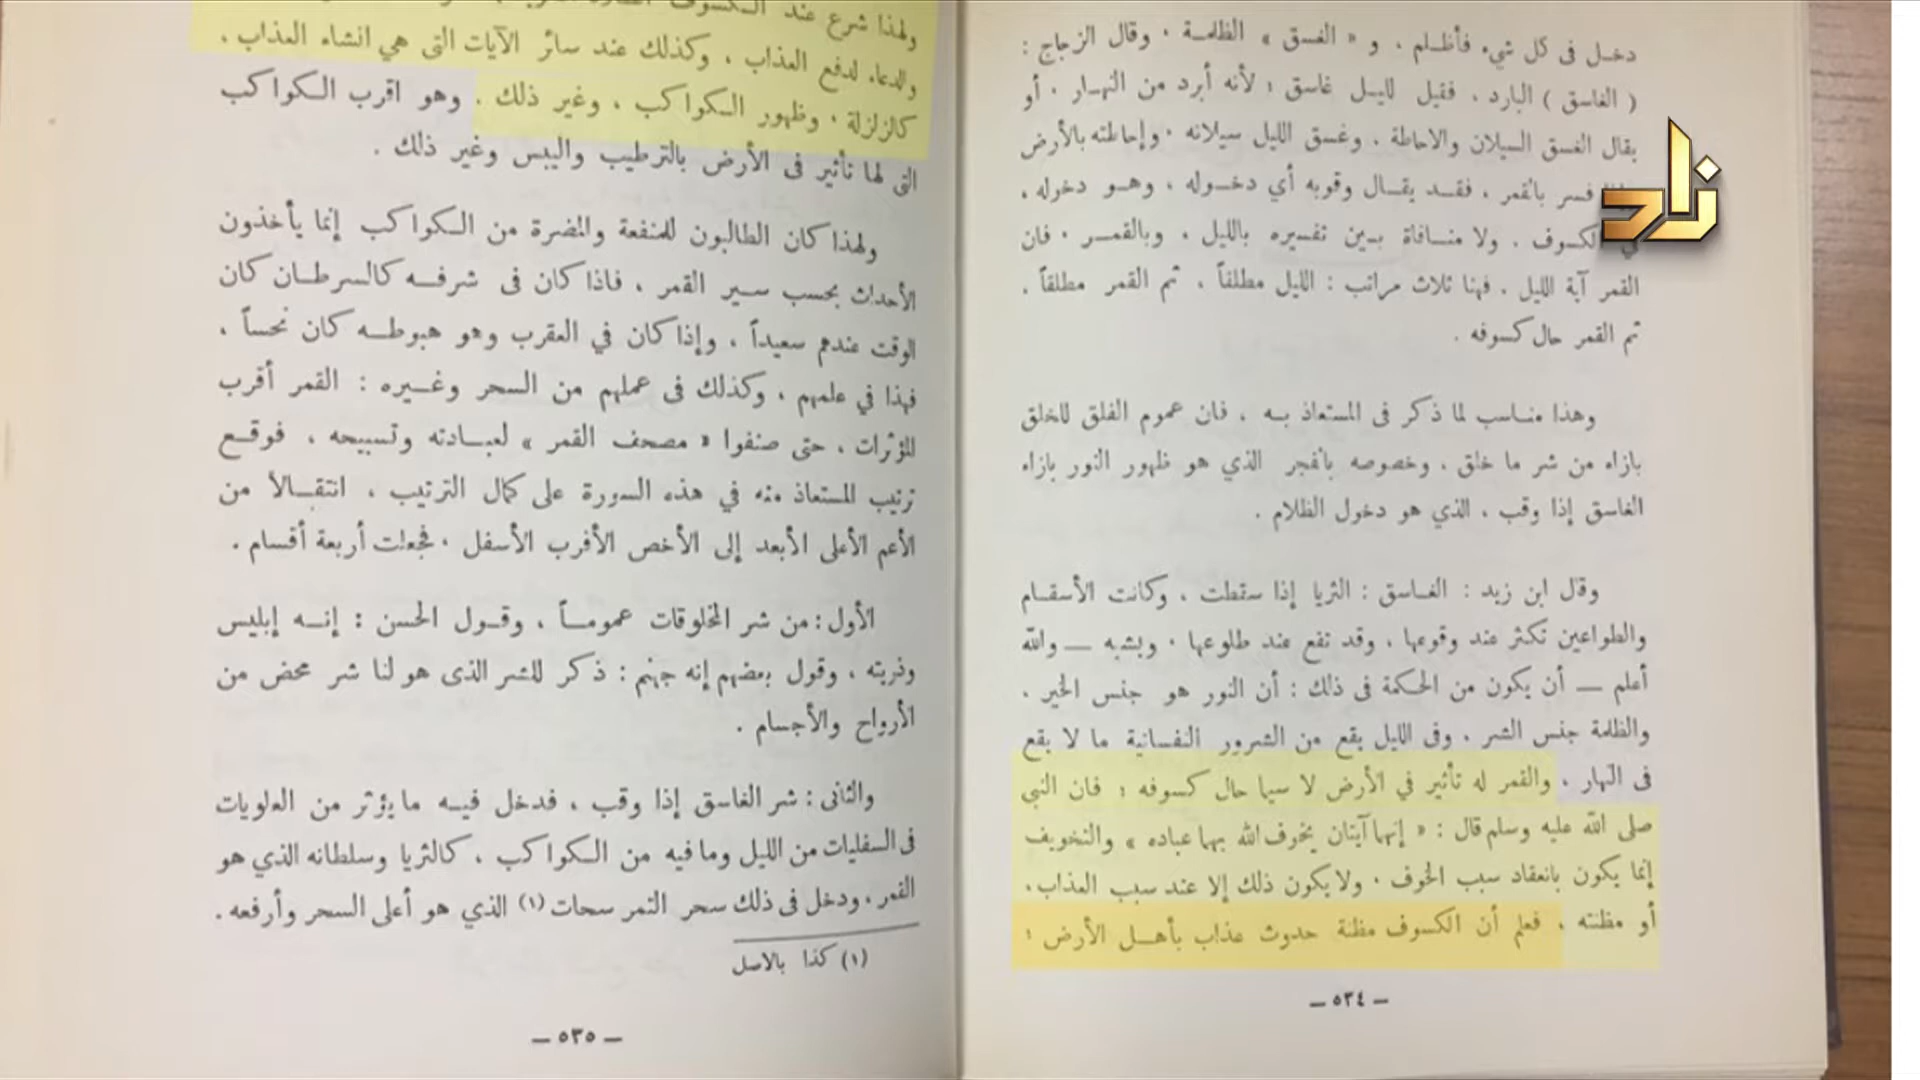 دخل فى كل شيء فأظلم . و « الغسق » الظلمة . وقال الزجاج :
( الغاسق ) البارد . فقيل لليل غاسق ؛ لأنه أبرد من النهار . أو
يقال الغسق السيلان والاحاطة . وغسق الليل سيلانه وإحاطته بالأرض
فسر بالقمر ، فقد يقال وقوبه أي دخوله ، وهو دخوله ،
في الكسوف . ولا منافاة بين تفسيره بالليل ، وبالقمر . فان
القمر آية الليل . فهنا ثلاث مراتب : الليل مطلقاً . ثم القمر مطلقاً .
ثم القمر حال كسوفه .
وهذا مناسب لما ذكر فى المستعاذ به ، فان عموم الفلق للخلق
بازاء من شر ما خلق ، وخصوصه بالفجر الذي هو ظهور النور بازاء
الغاسق إذا وقب ، الذي هو دخول الظلام .
وقال ابن زيد : الغاسق : الثريا إذا سقطت ، وكانت الأسقام
والطواعين تكثر عند وقوعها ، وقد تقع عند طلوعها . ويشبه — والله
أعلم — أن يكون من الحكمة فى ذلك : أن النور هو جنس الخير .
والظلمة جنس الشر . وفى الليل يقع من الشرور النفسانية ما لا يقع
فى النهار . والقمر له تأثير في الأرض لا سيما حال كسوفه ؛ فان النبي
صلى الله عليه وسلم قال : « إنهما آيتان يخوف الله بهما عباده » والتخويف
إنما يكون بانعقاد سبب الخوف . ولا يكون ذلك إلا عند سبب العذاب ،
أو مظنته . فعلم أن الكسوف مظنة حدوث عذاب بأهل الأرض ؛
— ٥٣٤ —
ولهذا شرع عند الكسوف
والدعاء لدفع العذاب ، وكذلك عند سائر الآيات التى هي انشاء العذاب .
كالزلزلة . وظهور الكواكب ، وغير ذلك . وهو اقرب الكواكب
التى لها تأثير فى الأرض بالترطيب واليبس وغير ذلك .
ولهذا كان الطالبون للمنفعة والمضرة من الكواكب إنما يأخذون
الأحداث بحسب سير القمر ، فاذا كان فى شرفه كالسرطان كان
الوقت عندهم سعيداً ، وإذا كان في العقرب وهو هبوطه كان نحساً ،
فهذا في علمهم ، وكذلك فى عملهم من السحر وغيره : القمر أقرب
المؤثرات ، حتى صنفوا « مصحف القمر » لعبادته وتسبيحه ، فوقع
ترتيب المستعاذ منه في هذه السورة على كمال الترتيب ، انتقالاً من
الأعم الأعلى الأبعد إلى الأخص الأقرب الأسفل . فجعلت أربعة أقسام .
الأول : من شر المخلوقات عموماً ، وقول الحسن : إنه إبليس
وذريته ، وقول بعضهم إنه جهنم : ذكر للشر الذى هو لنا شر محض من
الأرواح والأجسام .
والثانى : شر الغاسق إذا وقب ، فدخل فيه ما يؤثر من العلويات
فى السفليات من الليل وما فيه من الكواكب ، كالثريا وسلطانه الذي هو
القمر ، ودخل فى ذلك سحر التمر سحات (١) الذي هو أعلى السحر وأرفعه .
(١) كذا بالاصل
— ٥٣٥ —
زاد